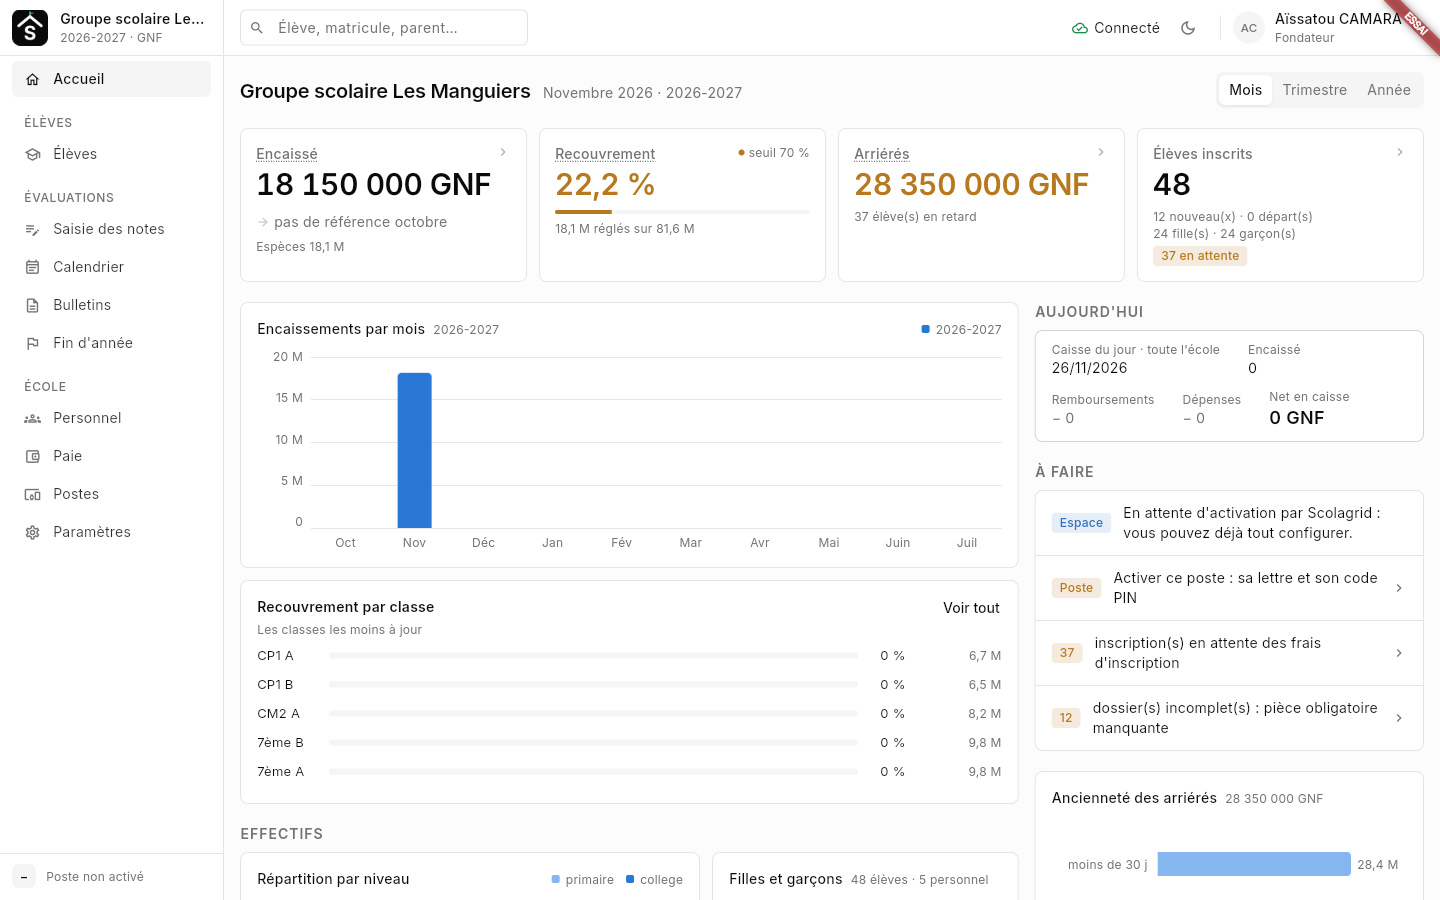 Groupe scolaire Le...
2026-2027 · GNF
Élève, matricule, parent...
Connecté
AC
Aïssatou CAMARA
Fondateur
ESSAI
Accueil
ÉLÈVES
Élèves
ÉVALUATIONS
Saisie des notes
Calendrier
Bulletins
Fin d'année
ÉCOLE
Personnel
Paie
Postes
Paramètres
–
Poste non activé
Groupe scolaire Les Manguiers
Novembre 2026 · 2026-2027
Mois
Trimestre
Année
Encaissé
18 150 000 GNF
→ pas de référence octobre
Espèces 18,1 M
Recouvrement
seuil 70 %
22,2 %
18,1 M réglés sur 81,6 M
Arriérés
28 350 000 GNF
37 élève(s) en retard
Élèves inscrits
48
12 nouveau(x) · 0 départ(s)
24 fille(s) · 24 garçon(s)
37 en attente
Encaissements par mois 2026-2027
2026-2027
20 M
15 M
10 M
5 M
0
Oct Nov Déc Jan Fév Mar Avr Mai Juin Juil
Recouvrement par classe
Voir tout
Les classes les moins à jour
CP1 A 0 % 6,7 M
CP1 B 0 % 6,5 M
CM2 A 0 % 8,2 M
7ème B 0 % 9,8 M
7ème A 0 % 9,8 M
EFFECTIFS
Répartition par niveau
primaire
college
Filles et garçons 48 élèves · 5 personnel
AUJOURD'HUI
Caisse du jour · toute l'école
26/11/2026
Encaissé
0
Remboursements
– 0
Dépenses
– 0
Net en caisse
0 GNF
À FAIRE
Espace
En attente d'activation par Scolagrid :
vous pouvez déjà tout configurer.
Poste
Activer ce poste : sa lettre et son code
PIN
37
inscription(s) en attente des frais
d'inscription
12
dossier(s) incomplet(s) : pièce obligatoire
manquante
Ancienneté des arriérés 28 350 000 GNF
moins de 30 j
28,4 M